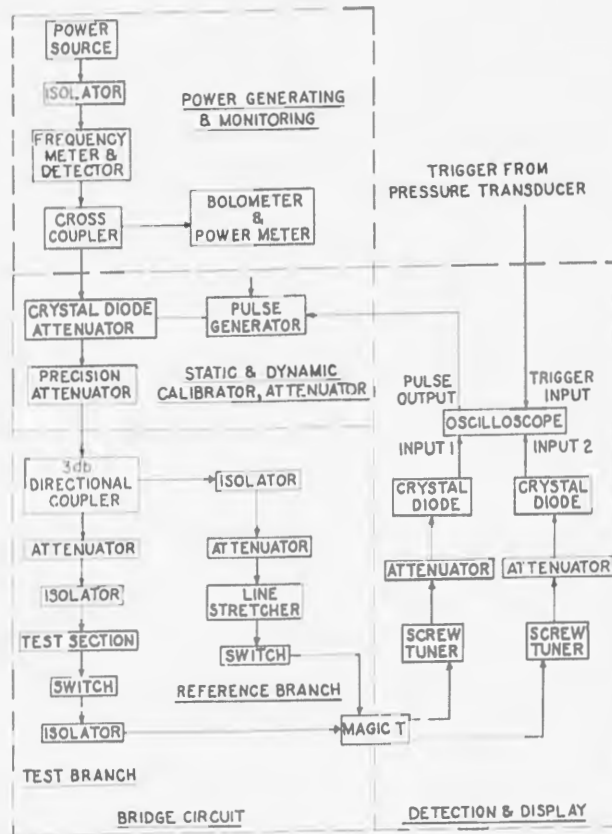 POWER
SOURCE
ISOLATOR
FREQUENCY
METER &
DETECTOR
CROSS
COUPLER
BOLOMETER
&
POWER METER
POWER GENERATING
& MONITORING
TRIGGER FROM
PRESSURE TRANSDUCER
CRYSTAL DIODE
ATTENUATOR
PULSE
GENERATOR
PRECISION
ATTENUATOR
STATIC & DYNAMIC
CALIBRATOR, ATTENUATOR
PULSE
OUTPUT
TRIGGER
INPUT
OSCILLOSCOPE
INPUT 1
INPUT 2
CRYSTAL
DIODE
CRYSTAL
DIODE
ATTENUATOR
ATTENUATOR
SCREW
TUNER
SCREW
TUNER
3db
DIRECTIONAL
COUPLER
ISOLATOR
ATTENUATOR
ATTENUATOR
ISOLATOR
LINE
STRETCHER
TEST SECTION
SWITCH
SWITCH
REFERENCE BRANCH
ISOLATOR
MAGIC T
TEST BRANCH
BRIDGE CIRCUIT
DETECTION & DISPLAY